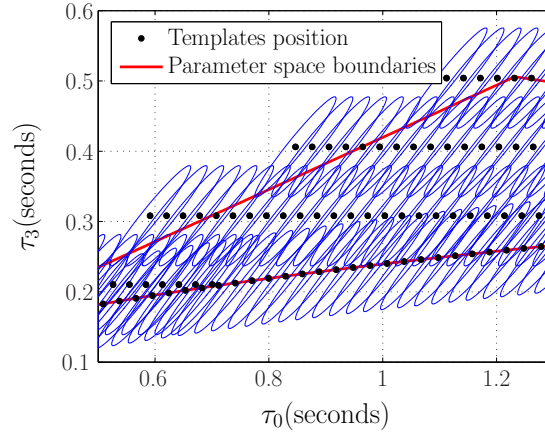 Templates position
Parameter space boundaries
0.6
0.5
0.4
0.3
0.2
0.1
τ3(seconds)
0.6 0.8 1 1.2
τ0(seconds)